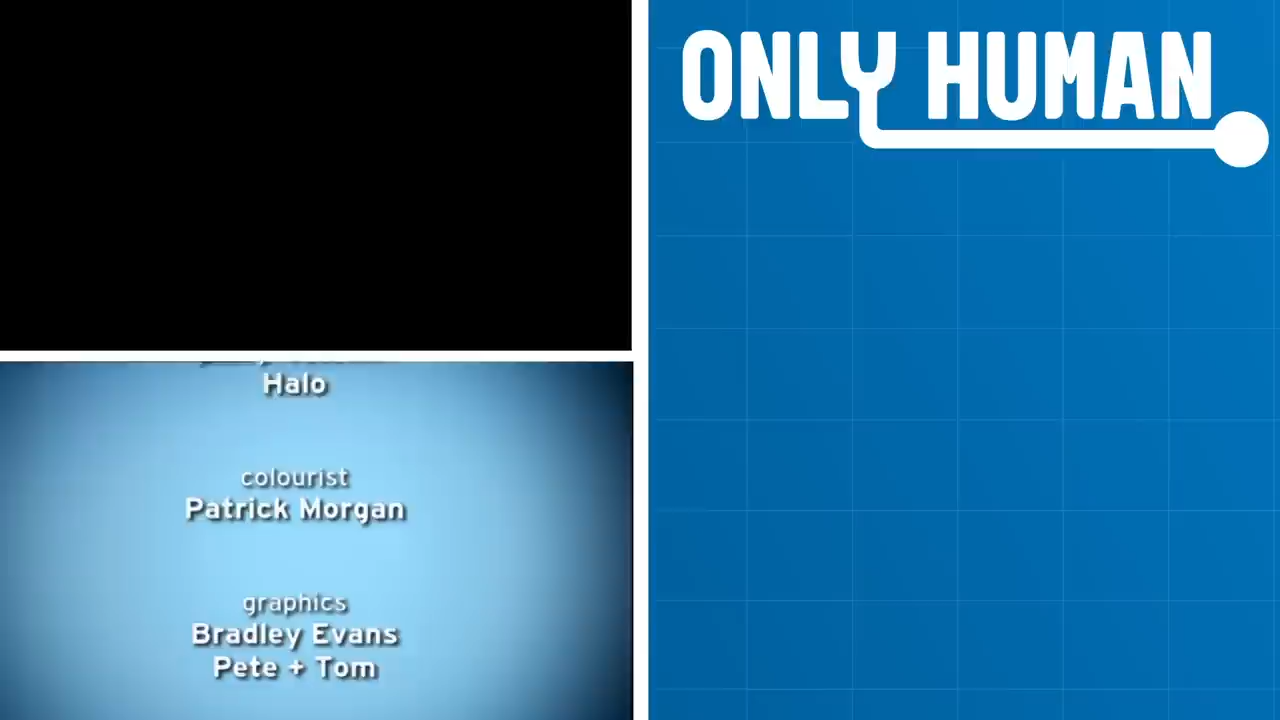 ONLY HUMAN
Halo
colourist
Patrick Morgan
graphics
Bradley Evans
Pete + Tom